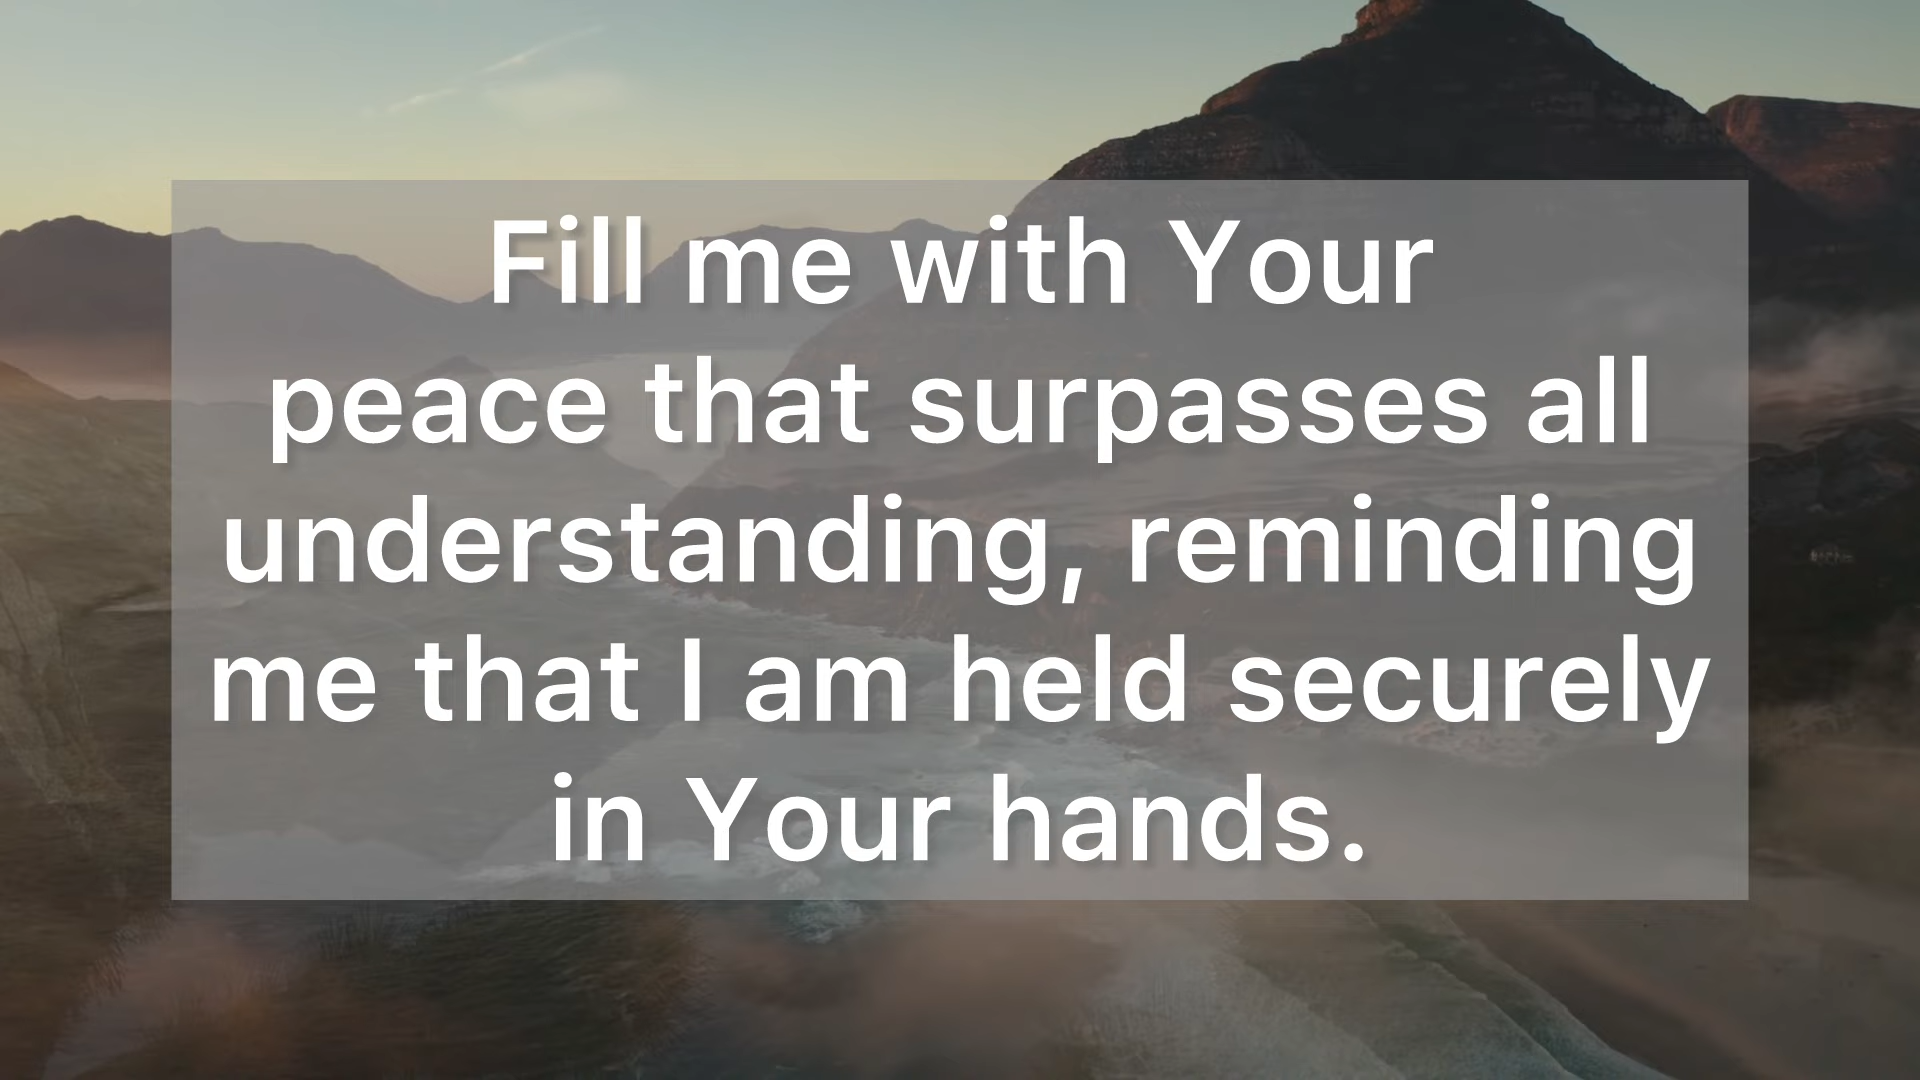 Fill me with Your
peace that surpasses all
understanding, reminding
me that I am held securely
in Your hands.